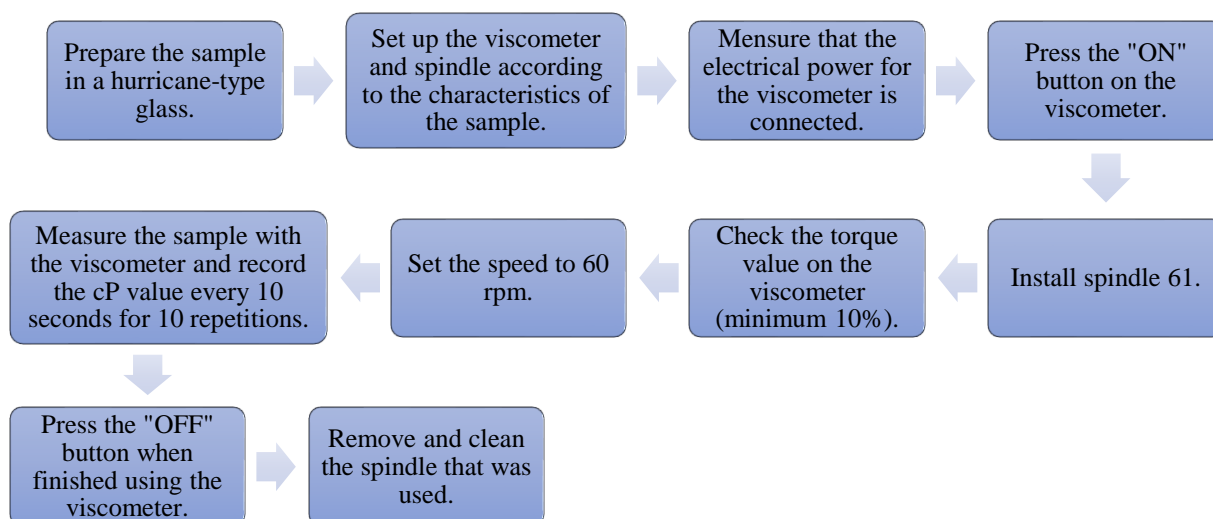 Prepare the sample
in a hurricane-type
glass.
Set up the viscometer
and spindle according
to the characteristics of
the sample.
Mensure that the
electrical power for
the viscometer is
connected.
Press the "ON"
button on the
viscometer.
Install spindle 61.
Check the torque
value on the
viscometer
(minimum 10%).
Set the speed to 60
rpm.
Measure the sample with
the viscometer and record
the cP value every 10
seconds for 10 repetitions.
Press the "OFF"
button when
finished using the
viscometer.
Remove and clean
the spindle that was
used.